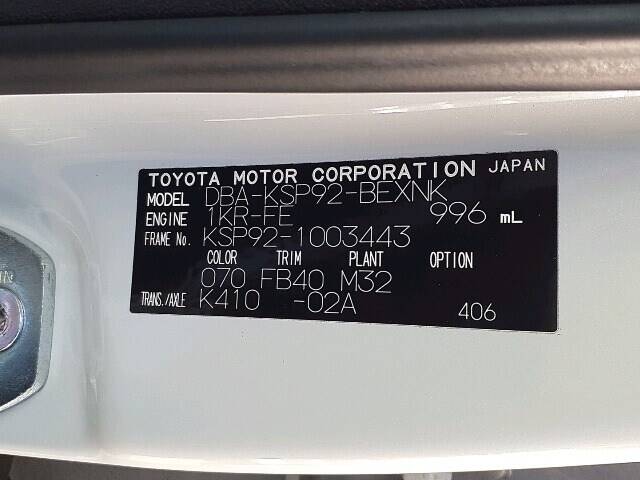 TOYOTA MOTOR CORPORATION JAPAN
MODEL DBA-KSP92-BEXNK
ENGINE 1KR-FE 996 mL
FRAME No. KSP92-1003443
COLOR TRIM PLANT OPTION
070 FB40 M32
TRANS./AXLE K410 -02A 406